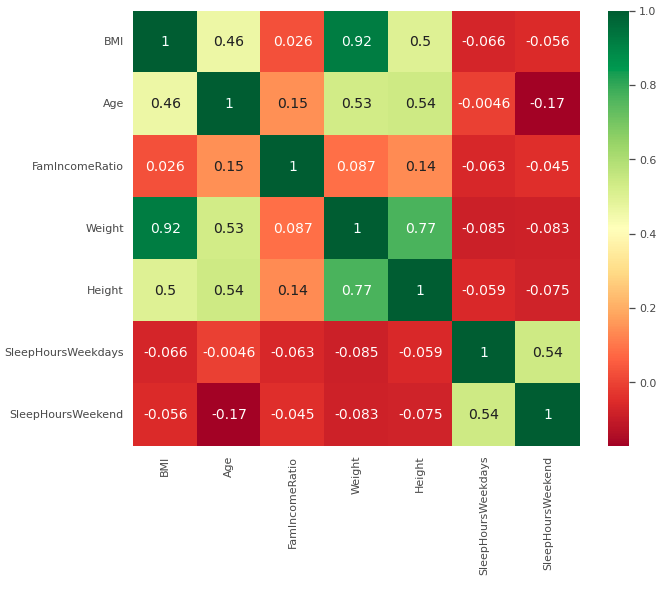 BMI 1 0.46 0.026 0.92 0.5 -0.066 -0.056
Age 0.46 1 0.15 0.53 0.54 -0.0046 -0.17
FamIncomeRatio 0.026 0.15 1 0.087 0.14 -0.063 -0.045
Weight 0.92 0.53 0.087 1 0.77 -0.085 -0.083
Height 0.5 0.54 0.14 0.77 1 -0.059 -0.075
SleepHoursWeekdays -0.066 -0.0046 -0.063 -0.085 -0.059 1 0.54
SleepHoursWeekend -0.056 -0.17 -0.045 -0.083 -0.075 0.54 1
BMI
Age
FamIncomeRatio
Weight
Height
SleepHoursWeekdays
SleepHoursWeekend
1.0
0.8
0.6
0.4
0.2
0.0